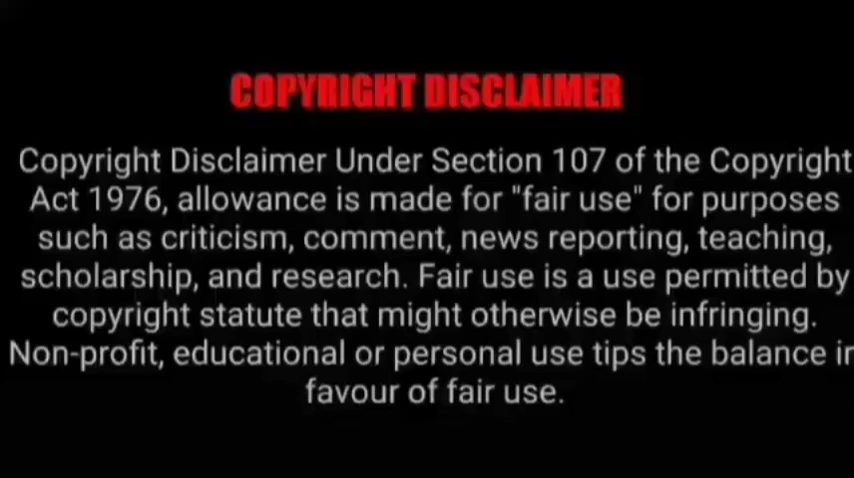 COPYRIGHT DISCLAIMER
Copyright Disclaimer Under Section 107 of the Copyright
Act 1976, allowance is made for "fair use" for purposes
such as criticism, comment, news reporting, teaching,
scholarship, and research. Fair use is a use permitted by
copyright statute that might otherwise be infringing.
Non-profit, educational or personal use tips the balance in
favour of fair use.